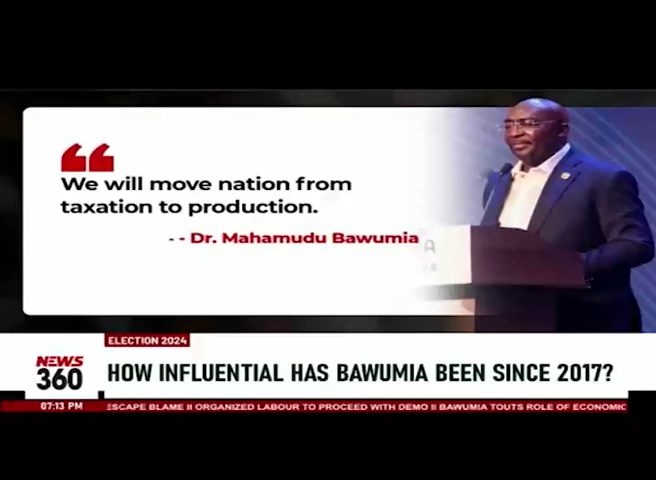 We will move nation from
taxation to production.
- - Dr. Mahamudu Bawumia
ELECTION 2024
NEWS
360
HOW INFLUENTIAL HAS BAWUMIA BEEN SINCE 2017?
07:13 PM
ESCAPE BLAME II ORGANIZED LABOUR TO PROCEED WITH DEMO II BAWUMIA TOUTS ROLE OF ECONOMIC